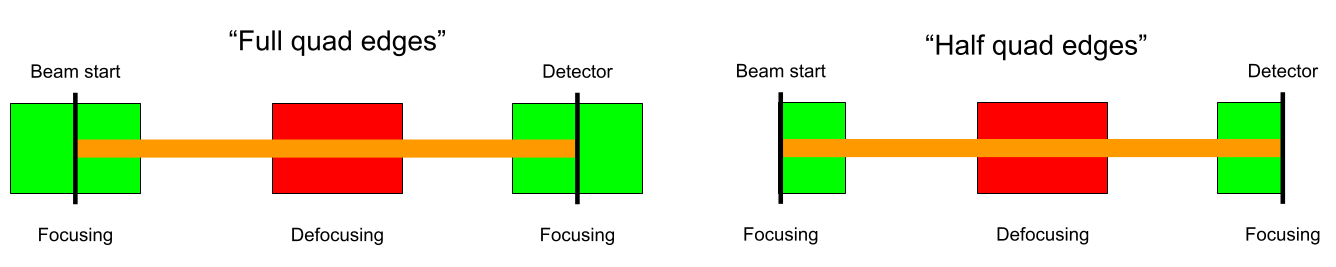 “Full quad edges”
Beam start
Detector
Focusing
Defocusing
Focusing
“Half quad edges”
Beam start
Detector
Focusing
Defocusing
Focusing